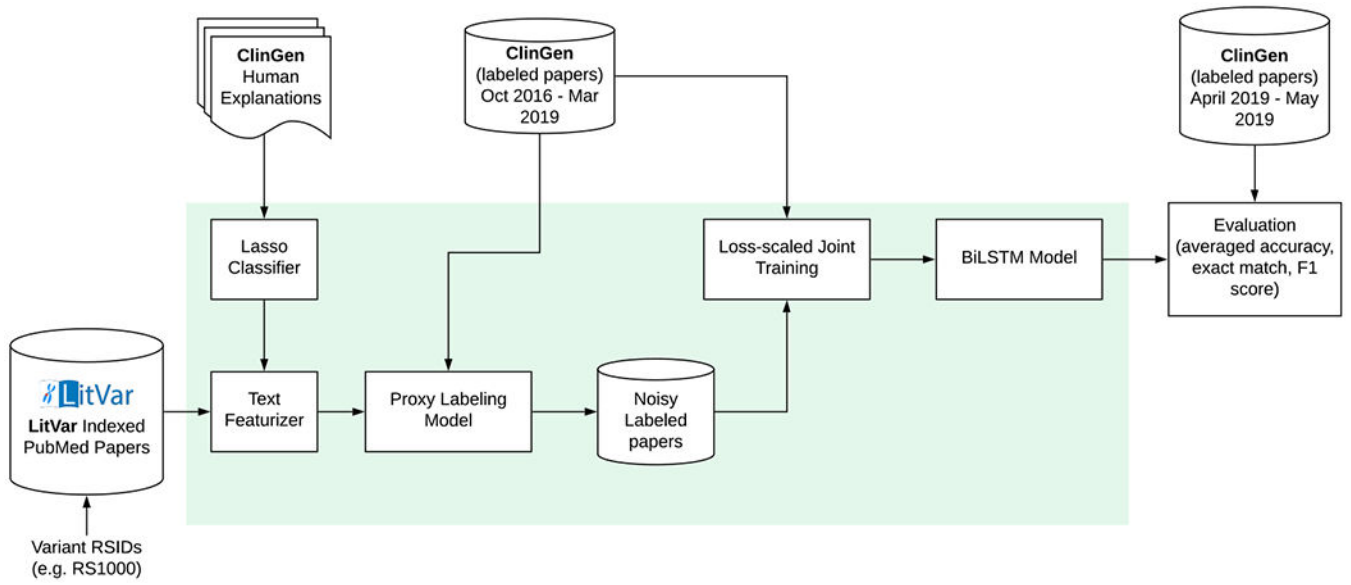 ClinGen
Human
Explanations
ClinGen
(labeled papers)
Oct 2016 - Mar
2019
ClinGen
(labeled papers)
April 2019 - May
2019
Lasso
Classifier
Loss-scaled Joint
Training
BiLSTM Model
Evaluation
(averaged accuracy,
exact match, F1
score)
LitVar
LitVar Indexed
PubMed Papers
Text
Featurizer
Proxy Labeling
Model
Noisy
Labeled
papers
Variant RSIDs
(e.g. RS1000)